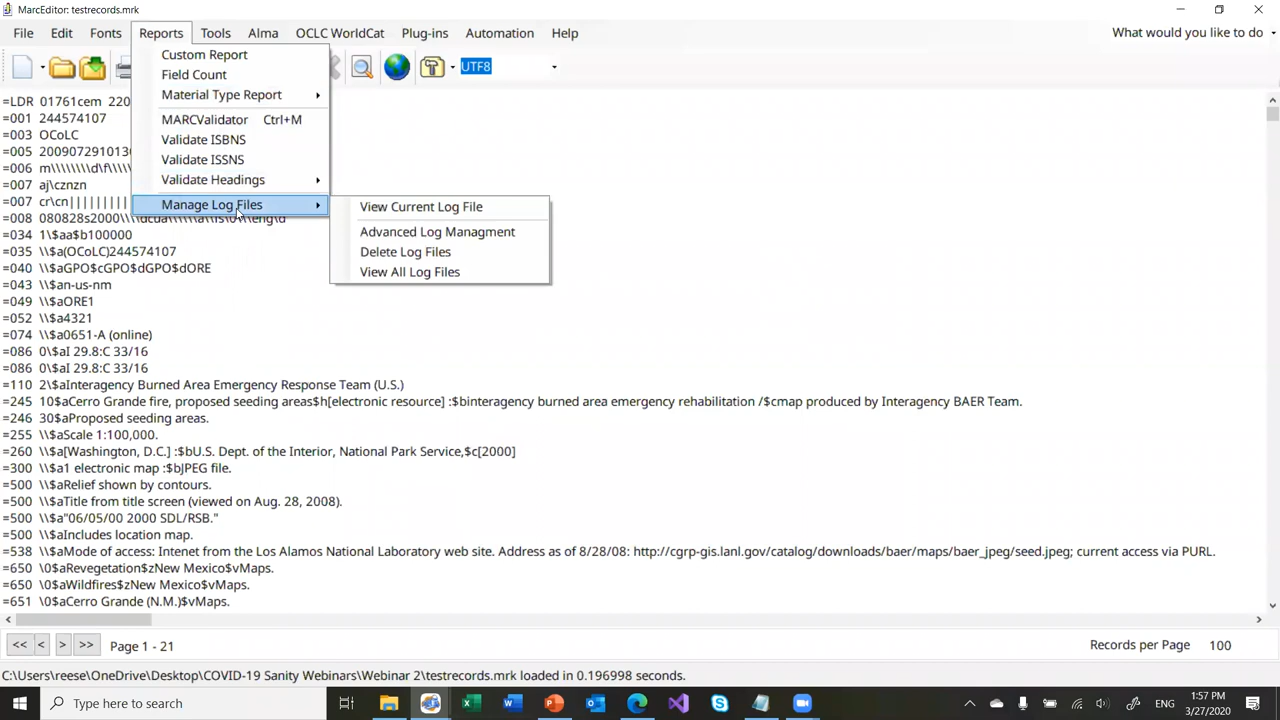 MarcEditor: testrecords.mrk
File Edit Fonts Reports Tools Alma OCLC WorldCat Plug-ins Automation Help What would you like to do
UTF8
Custom Report
Field Count
Material Type Report
MARCValidator Ctrl+M
Validate ISBNS
Validate ISSNS
Validate Headings
Manage Log Files
View Current Log File
Advanced Log Managment
Delete Log Files
View All Log Files
=LDR 01761cem 220
=001 244574107
=003 OCoLC
=005 2009072910130
=006 m\\\\\\\\d\f\\\\
=007 aj\cznzn
=007 cr\cn|||||||||
=008 080828s2000\\\\dcua\\\\a\\fs\0\\eng\d
=034 1\$aa$b100000
=035 \\$a(OCoLC)244574107
=040 \\$aGPO$cGPO$dGPO$dORE
=043 \\$an-us-nm
=049 \\$aORE1
=052 \\$a4321
=074 \\$a0651-A (online)
=086 0\$aI 29.8:C 33/16
=086 0\$aI 29.8:C 33/16
=110 2\$aInteragency Burned Area Emergency Response Team (U.S.)
=245 10$aCerro Grande fire, proposed seeding areas$h[electronic resource] :$binteragency burned area emergency rehabilitation /$cmap produced by Interagency BAER Team.
=246 30$aProposed seeding areas.
=255 \\$aScale 1:100,000.
=260 \\$a[Washington, D.C.] :$bU.S. Dept. of the Interior, National Park Service,$c[2000]
=300 \\$a1 electronic map :$bJPEG file.
=500 \\$aRelief shown by contours.
=500 \\$aTitle from title screen (viewed on Aug. 28, 2008).
=500 \\$a"06/05/00 2000 SDL/RSB."
=500 \\$aIncludes location map.
=538 \\$aMode of access: Intenet from the Los Alamos National Laboratory web site. Address as of 8/28/08: http://cgrp-gis.lanl.gov/catalog/downloads/baer/maps/baer_jpeg/seed.jpeg; current access via PURL.
=650 \0$aRevegetation$zNew Mexico$vMaps.
=650 \0$aWildfires$zNew Mexico$vMaps.
=651 \0$aCerro Grande (N.M.)$vMaps.
<< < > >> Page 1 - 21 Records per Page 100
C:\Users\reese\OneDrive\Desktop\COVID-19 Sanity Webinars\Webinar 2\testrecords.mrk loaded in 0.196998 seconds.
Type here to search
1:57 PM
3/27/2020